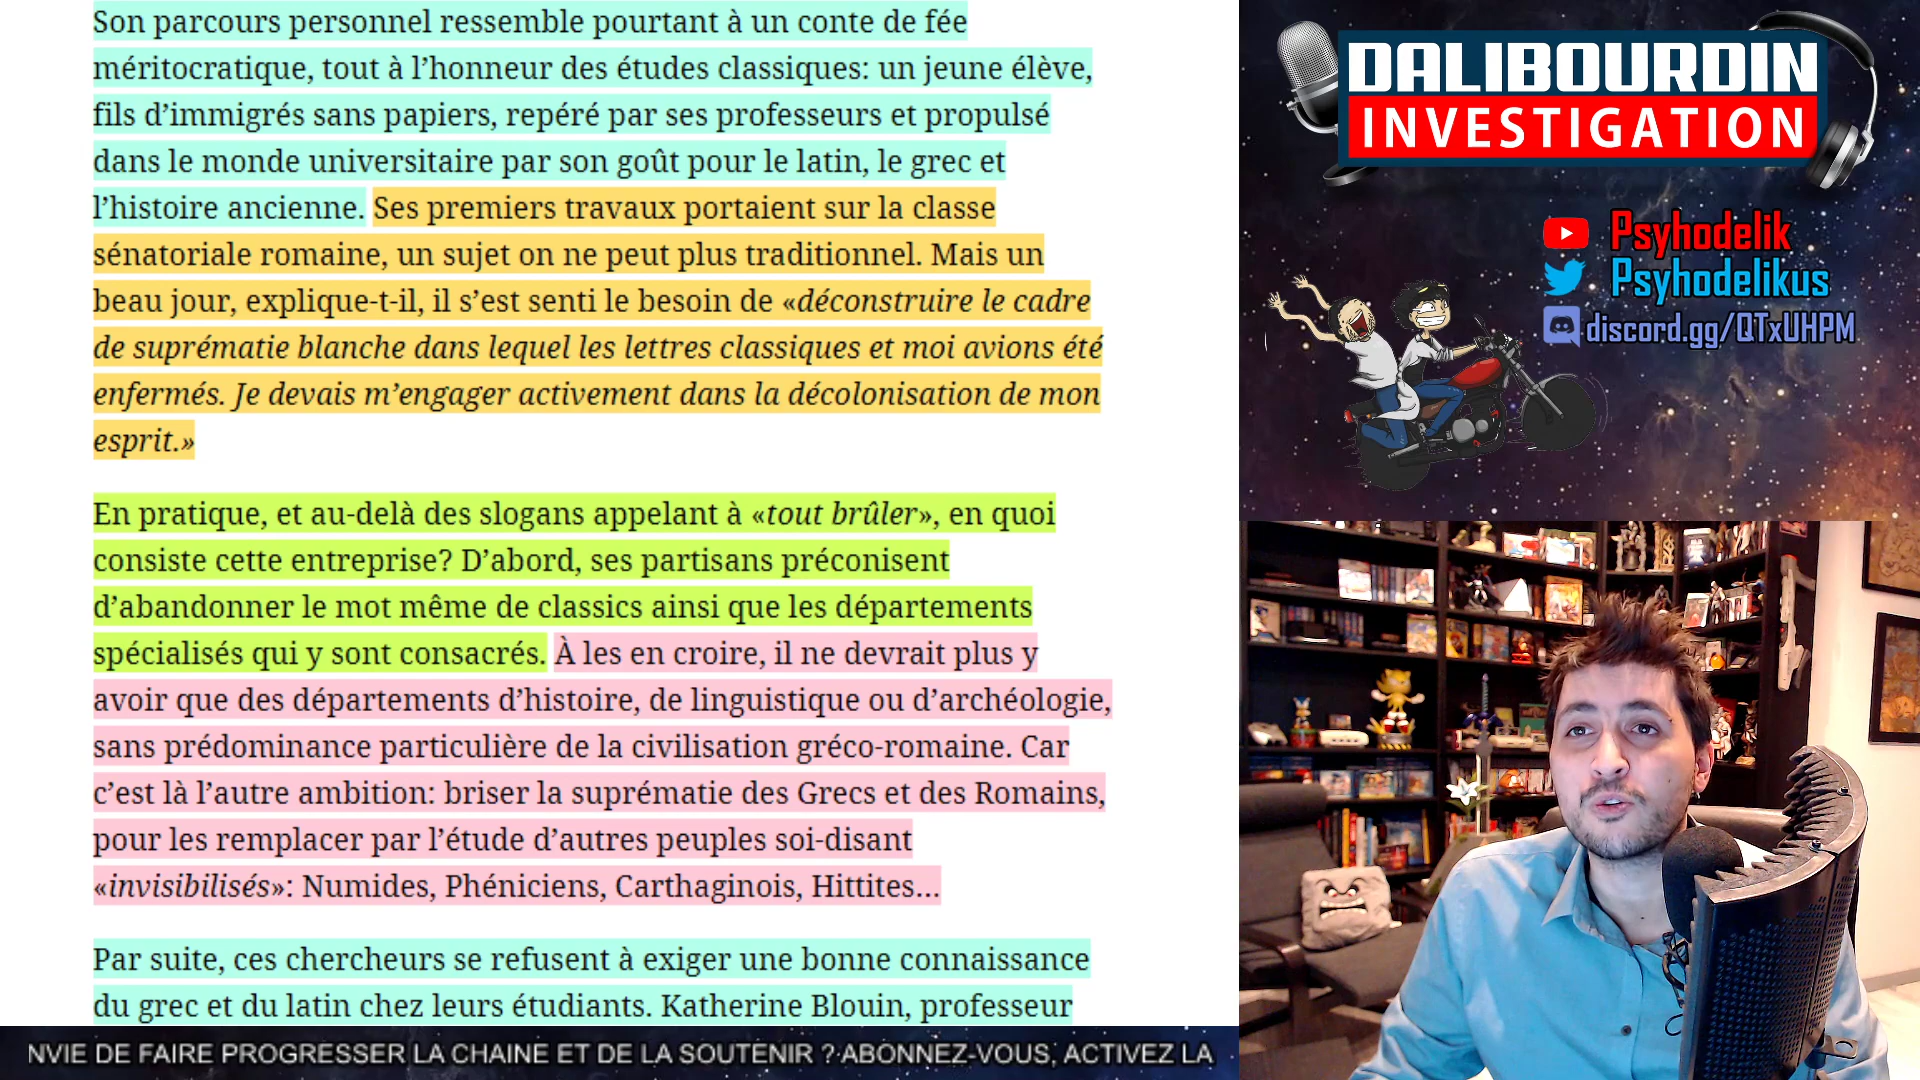 Son parcours personnel ressemble pourtant à un conte de fée
méritocratique, tout à l’honneur des études classiques: un jeune élève,
fils d’immigrés sans papiers, repéré par ses professeurs et propulsé
dans le monde universitaire par son goût pour le latin, le grec et
l’histoire ancienne. Ses premiers travaux portaient sur la classe
sénatoriale romaine, un sujet on ne peut plus traditionnel. Mais un
beau jour, explique-t-il, il s’est senti le besoin de «déconstruire le cadre
de suprématie blanche dans lequel les lettres classiques et moi avions été
enfermés. Je devais m’engager activement dans la décolonisation de mon
esprit.»
En pratique, et au-delà des slogans appelant à «tout brûler», en quoi
consiste cette entreprise? D’abord, ses partisans préconisent
d’abandonner le mot même de classics ainsi que les départements
spécialisés qui y sont consacrés. À les en croire, il ne devrait plus y
avoir que des départements d’histoire, de linguistique ou d’archéologie,
sans prédominance particulière de la civilisation gréco-romaine. Car
c’est là l’autre ambition: briser la suprématie des Grecs et des Romains,
pour les remplacer par l’étude d’autres peuples soi-disant
«invisibilisés»: Numides, Phéniciens, Carthaginois, Hittites…
Par suite, ces chercheurs se refusent à exiger une bonne connaissance
du grec et du latin chez leurs étudiants. Katherine Blouin, professeur
NVIE DE FAIRE PROGRESSER LA CHAINE ET DE LA SOUTENIR ? ABONNEZ-VOUS, ACTIVEZ LA
DALIBOURDIN
INVESTIGATION
Psyhodelik
Psyhodelikus
discord.gg/QTxUHPM